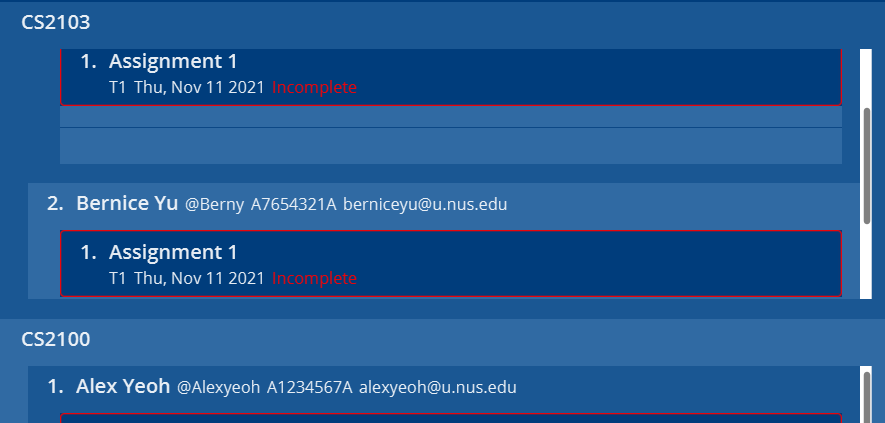 CS2103
1. Assignment 1
T1 Thu, Nov 11 2021 Incomplete
2. Bernice Yu @Berny A7654321A berniceyu@u.nus.edu
1. Assignment 1
T1 Thu, Nov 11 2021 Incomplete
CS2100
1. Alex Yeoh @Alexyeoh A1234567A alexyeoh@u.nus.edu